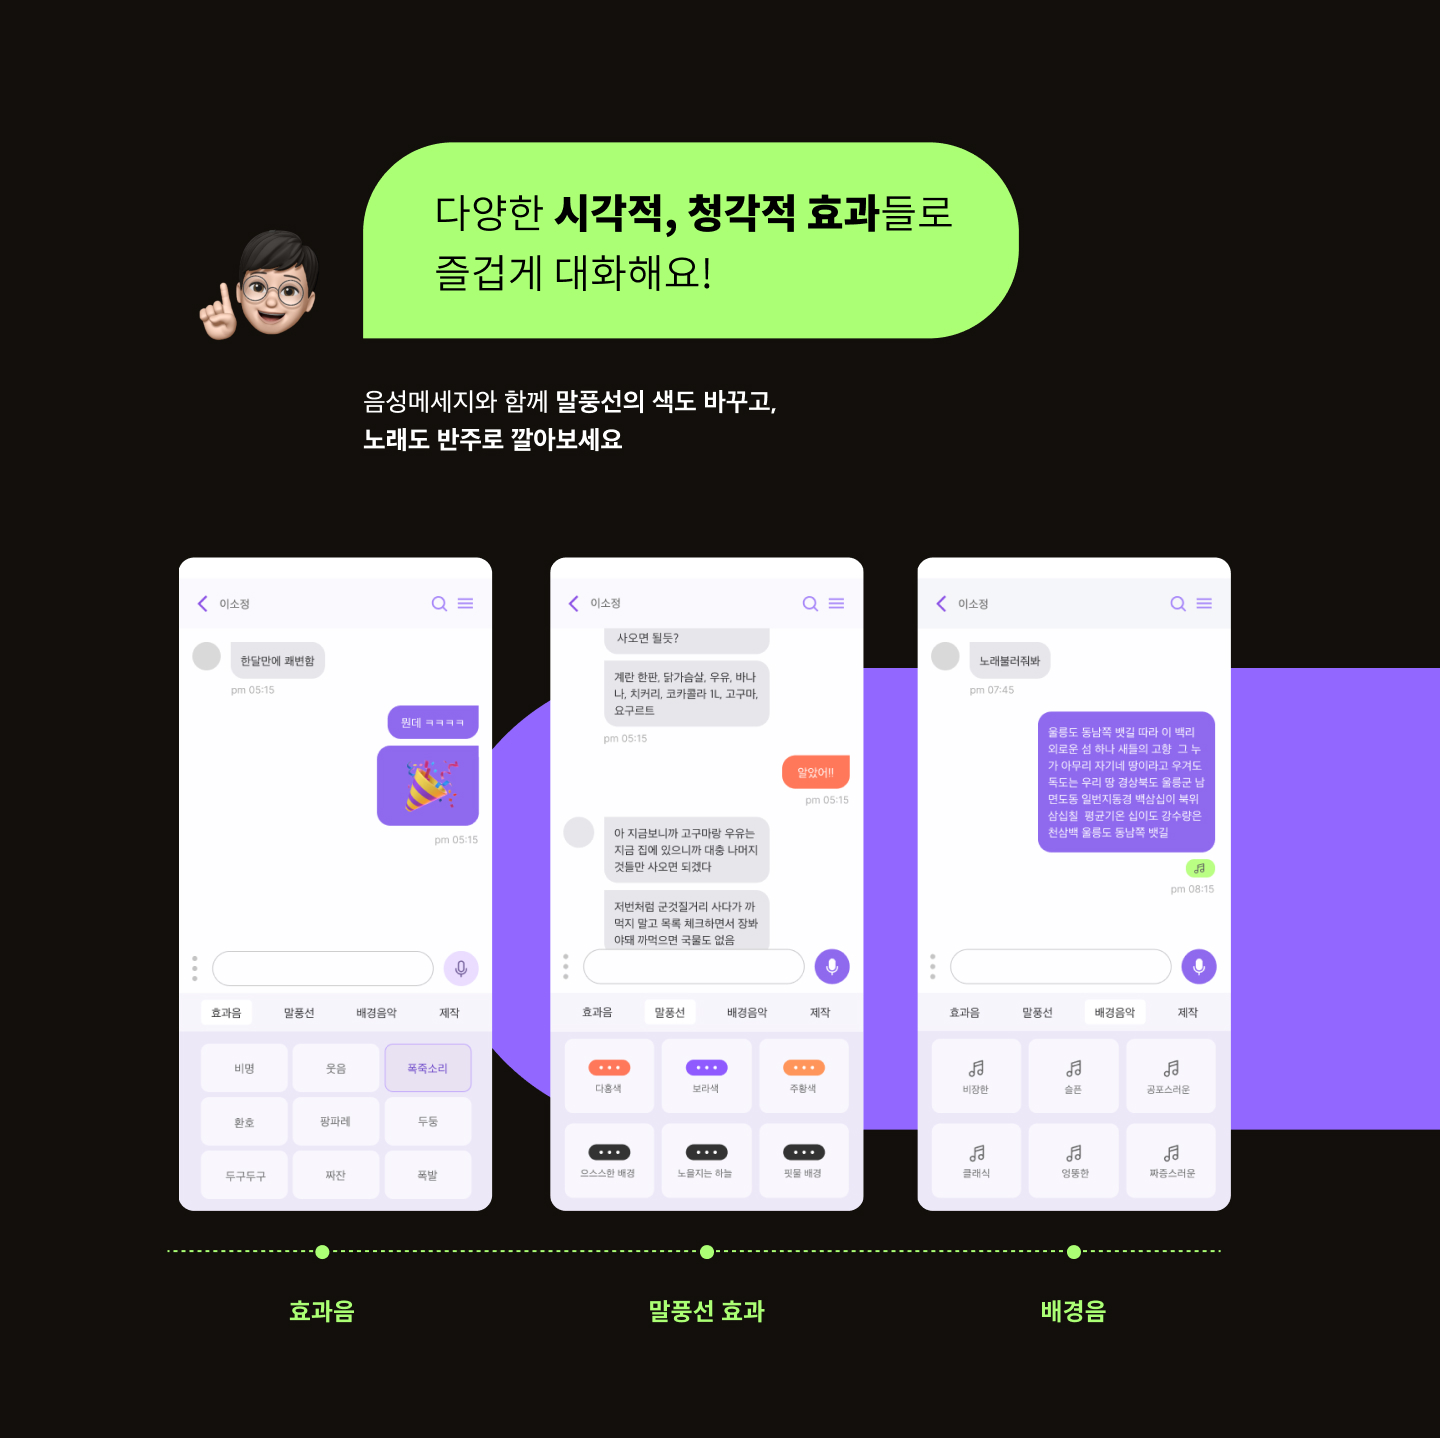 다양한 시각적, 청각적 효과들로
즐겁게 대화해요!
음성메세지와 함께 말풍선의 색도 바꾸고,
노래도 반주로 깔아보세요
이소정
한달만에 쾌변함
pm 05:15
뭔데 ㅋㅋㅋㅋ
pm 05:15
효과음 말풍선 배경음악 제작
비명 웃음 폭죽소리
환호 팡파레 두둥
두구두구 짜잔 폭발
이소정
사오면 될듯?
계란 한판, 닭가슴살, 우유, 바나
나, 치커리, 코카콜라 1L, 고구마,
요구르트
pm 05:15
알았어!!
pm 05:15
아 지금보니까 고구마랑 우유는
지금 집에 있으니까 대충 나머지
것들만 사오면 되겠다
저번처럼 군것질거리 사다가 까
먹지 말고 목록 체크하면서 장봐
야돼 까먹으면 국물도 없음
효과음 말풍선 배경음악 제작
다홍색 보라색 주황색
으스스한 배경 노을지는 하늘 핏물 배경
이소정
노래불러줘봐
pm 07:45
울릉도 동남쪽 뱃길 따라 이 백리
외로운 섬 하나 새들의 고향 그 누
가 아무리 자기네 땅이라고 우겨도
독도는 우리 땅 경상북도 울릉군 남
면도동 일번지동경 백삼십이 북위
삼십칠 평균기온 십이도 강수량은
천삼백 울릉도 동남쪽 뱃길
pm 08:15
효과음 말풍선 배경음악 제작
비장한 슬픈 공포스러운
클래식 엉뚱한 짜증스러운
효과음
말풍선 효과
배경음